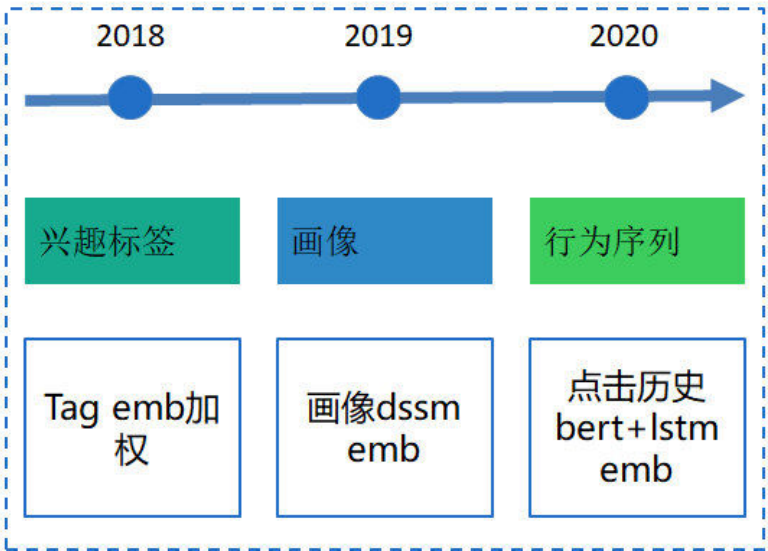 2018
2019
2020
兴趣标签
画像
行为序列
Tag emb加
权
画像dssm
emb
点击历史
bert+lstm
emb